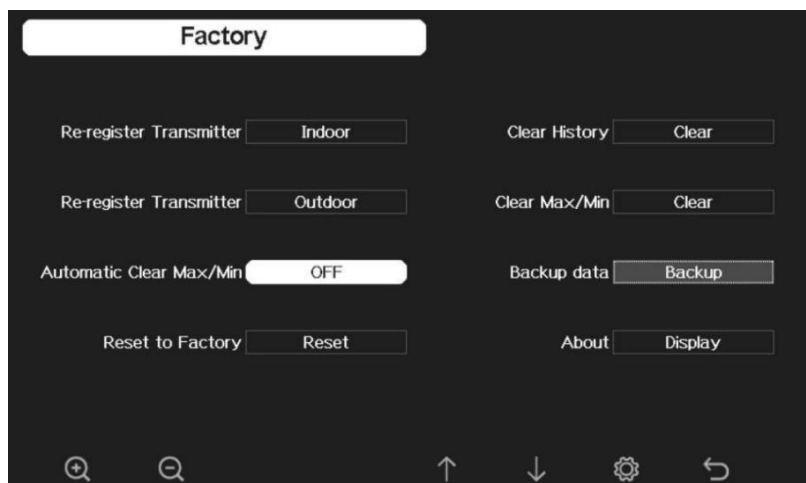 Factory
Re-register Transmitter Indoor Clear History Clear
Re-register Transmitter Outdoor Clear Max/Min Clear
Automatic Clear Max/Min OFF Backup data Backup
Reset to Factory Reset About Display